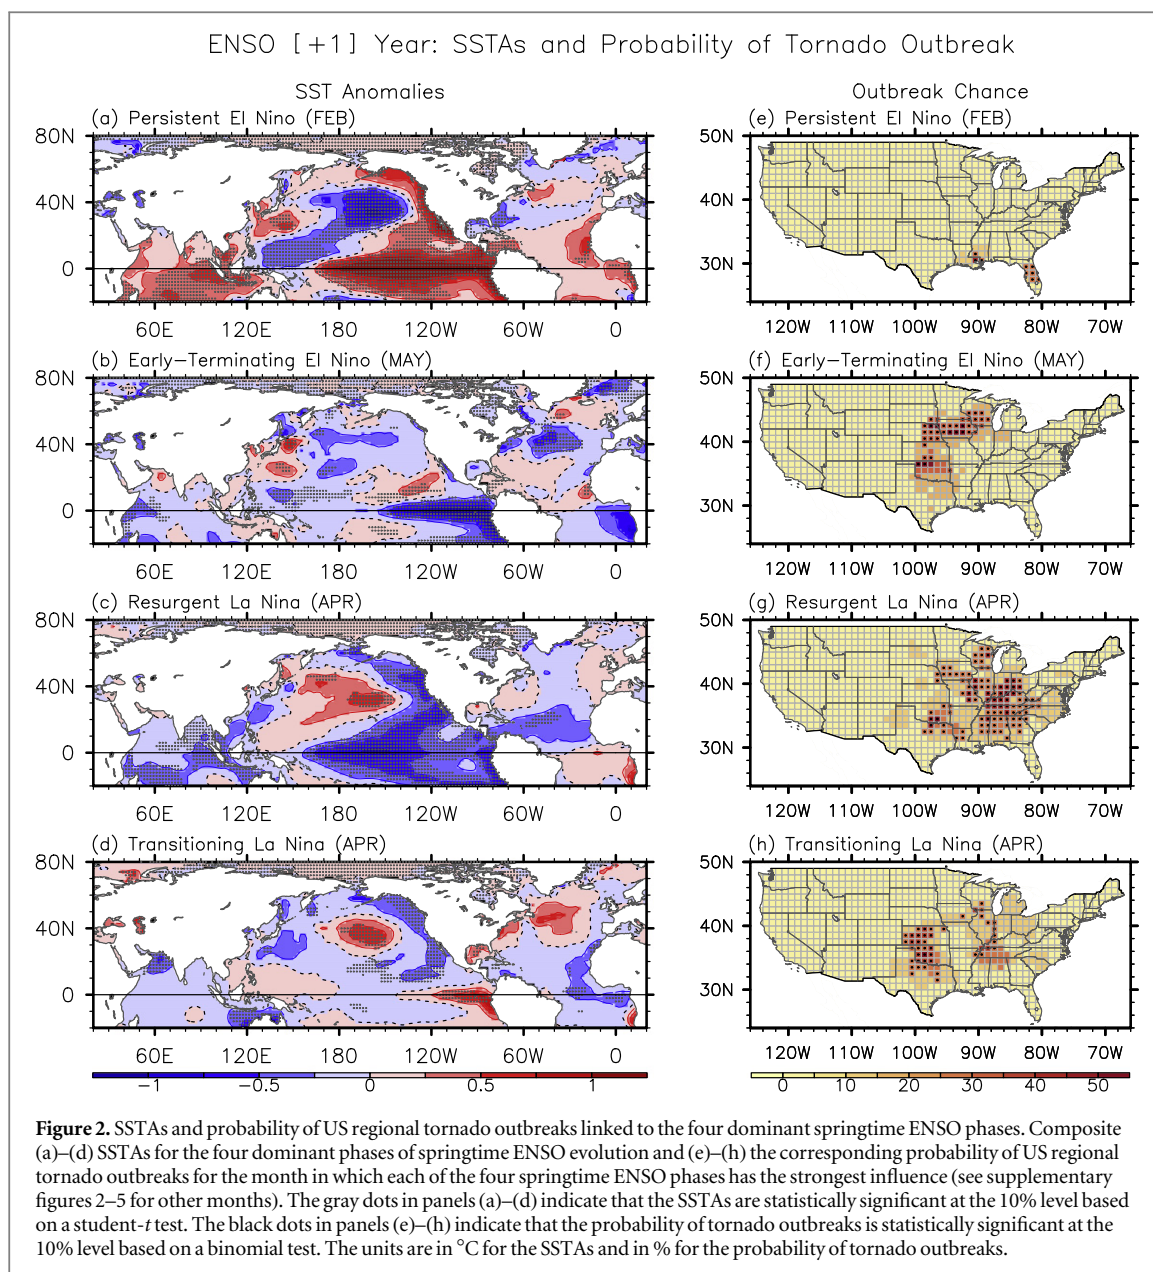 ENSO [+1] Year: SSTAs and Probability of Tornado Outbreak
SST Anomalies
(a) Persistent El Nino (FEB)
80N
40N
0
60E 120E 180 120W 60W 0
(b) Early-Terminating El Nino (MAY)
80N
40N
0
60E 120E 180 120W 60W 0
(c) Resurgent La Nina (APR)
80N
40N
0
60E 120E 180 120W 60W 0
(d) Transitioning La Nina (APR)
80N
40N
0
60E 120E 180 120W 60W 0
-1 -0.5 0 0.5 1
Outbreak Chance
(e) Persistent El Nino (FEB)
50N
40N
30N
120W 110W 100W 90W 80W 70W
(f) Early-Terminating El Nino (MAY)
50N
40N
30N
120W 110W 100W 90W 80W 70W
(g) Resurgent La Nina (APR)
50N
40N
30N
120W 110W 100W 90W 80W 70W
(h) Transitioning La Nina (APR)
50N
40N
30N
120W 110W 100W 90W 80W 70W
0 10 20 30 40 50
Figure 2. SSTAs and probability of US regional tornado outbreaks linked to the four dominant springtime ENSO phases. Composite
(a)–(d) SSTAs for the four dominant phases of springtime ENSO evolution and (e)–(h) the corresponding probability of US regional
tornado outbreaks for the month in which each of the four springtime ENSO phases has the strongest influence (see supplementary
figures 2–5 for other months). The gray dots in panels (a)–(d) indicate that the SSTAs are statistically significant at the 10% level based
on a student-t test. The black dots in panels (e)–(h) indicate that the probability of tornado outbreaks is statistically significant at the
10% level based on a binomial test. The units are in °C for the SSTAs and in % for the probability of tornado outbreaks.